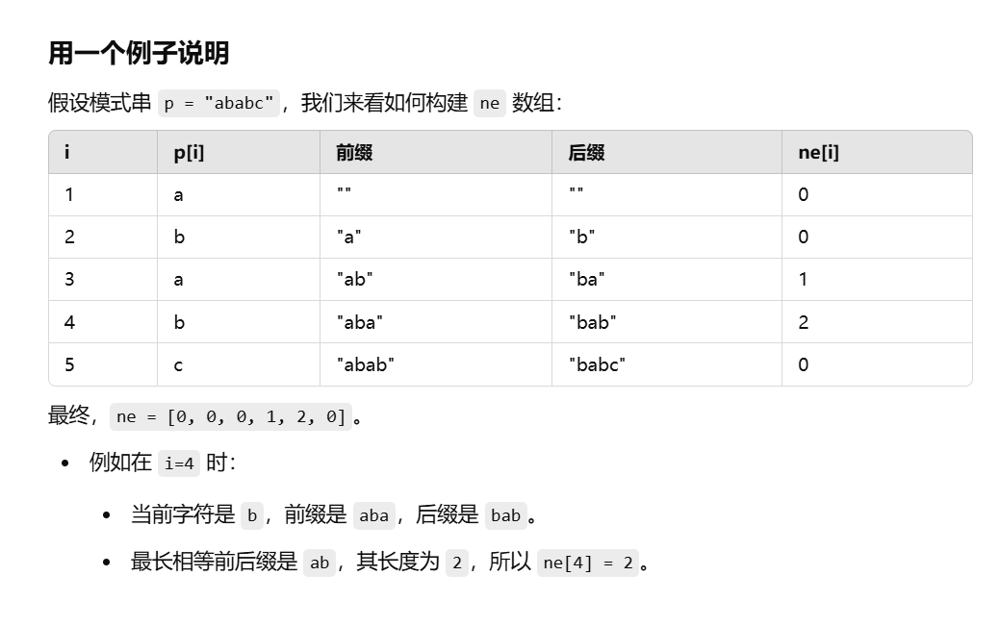 用一个例子说明
假设模式串 p = "ababc"，我们来看如何构建 ne 数组：
i p[i] 前缀 后缀 ne[i]
1 a "" "" 0
2 b "a" "b" 0
3 a "ab" "ba" 1
4 b "aba" "bab" 2
5 c "abab" "babc" 0
最终，ne = [0, 0, 0, 1, 2, 0]。
• 例如在 i=4 时：
• 当前字符是 b，前缀是 aba，后缀是 bab。
• 最长相等前后缀是 ab，其长度为 2，所以 ne[4] = 2。